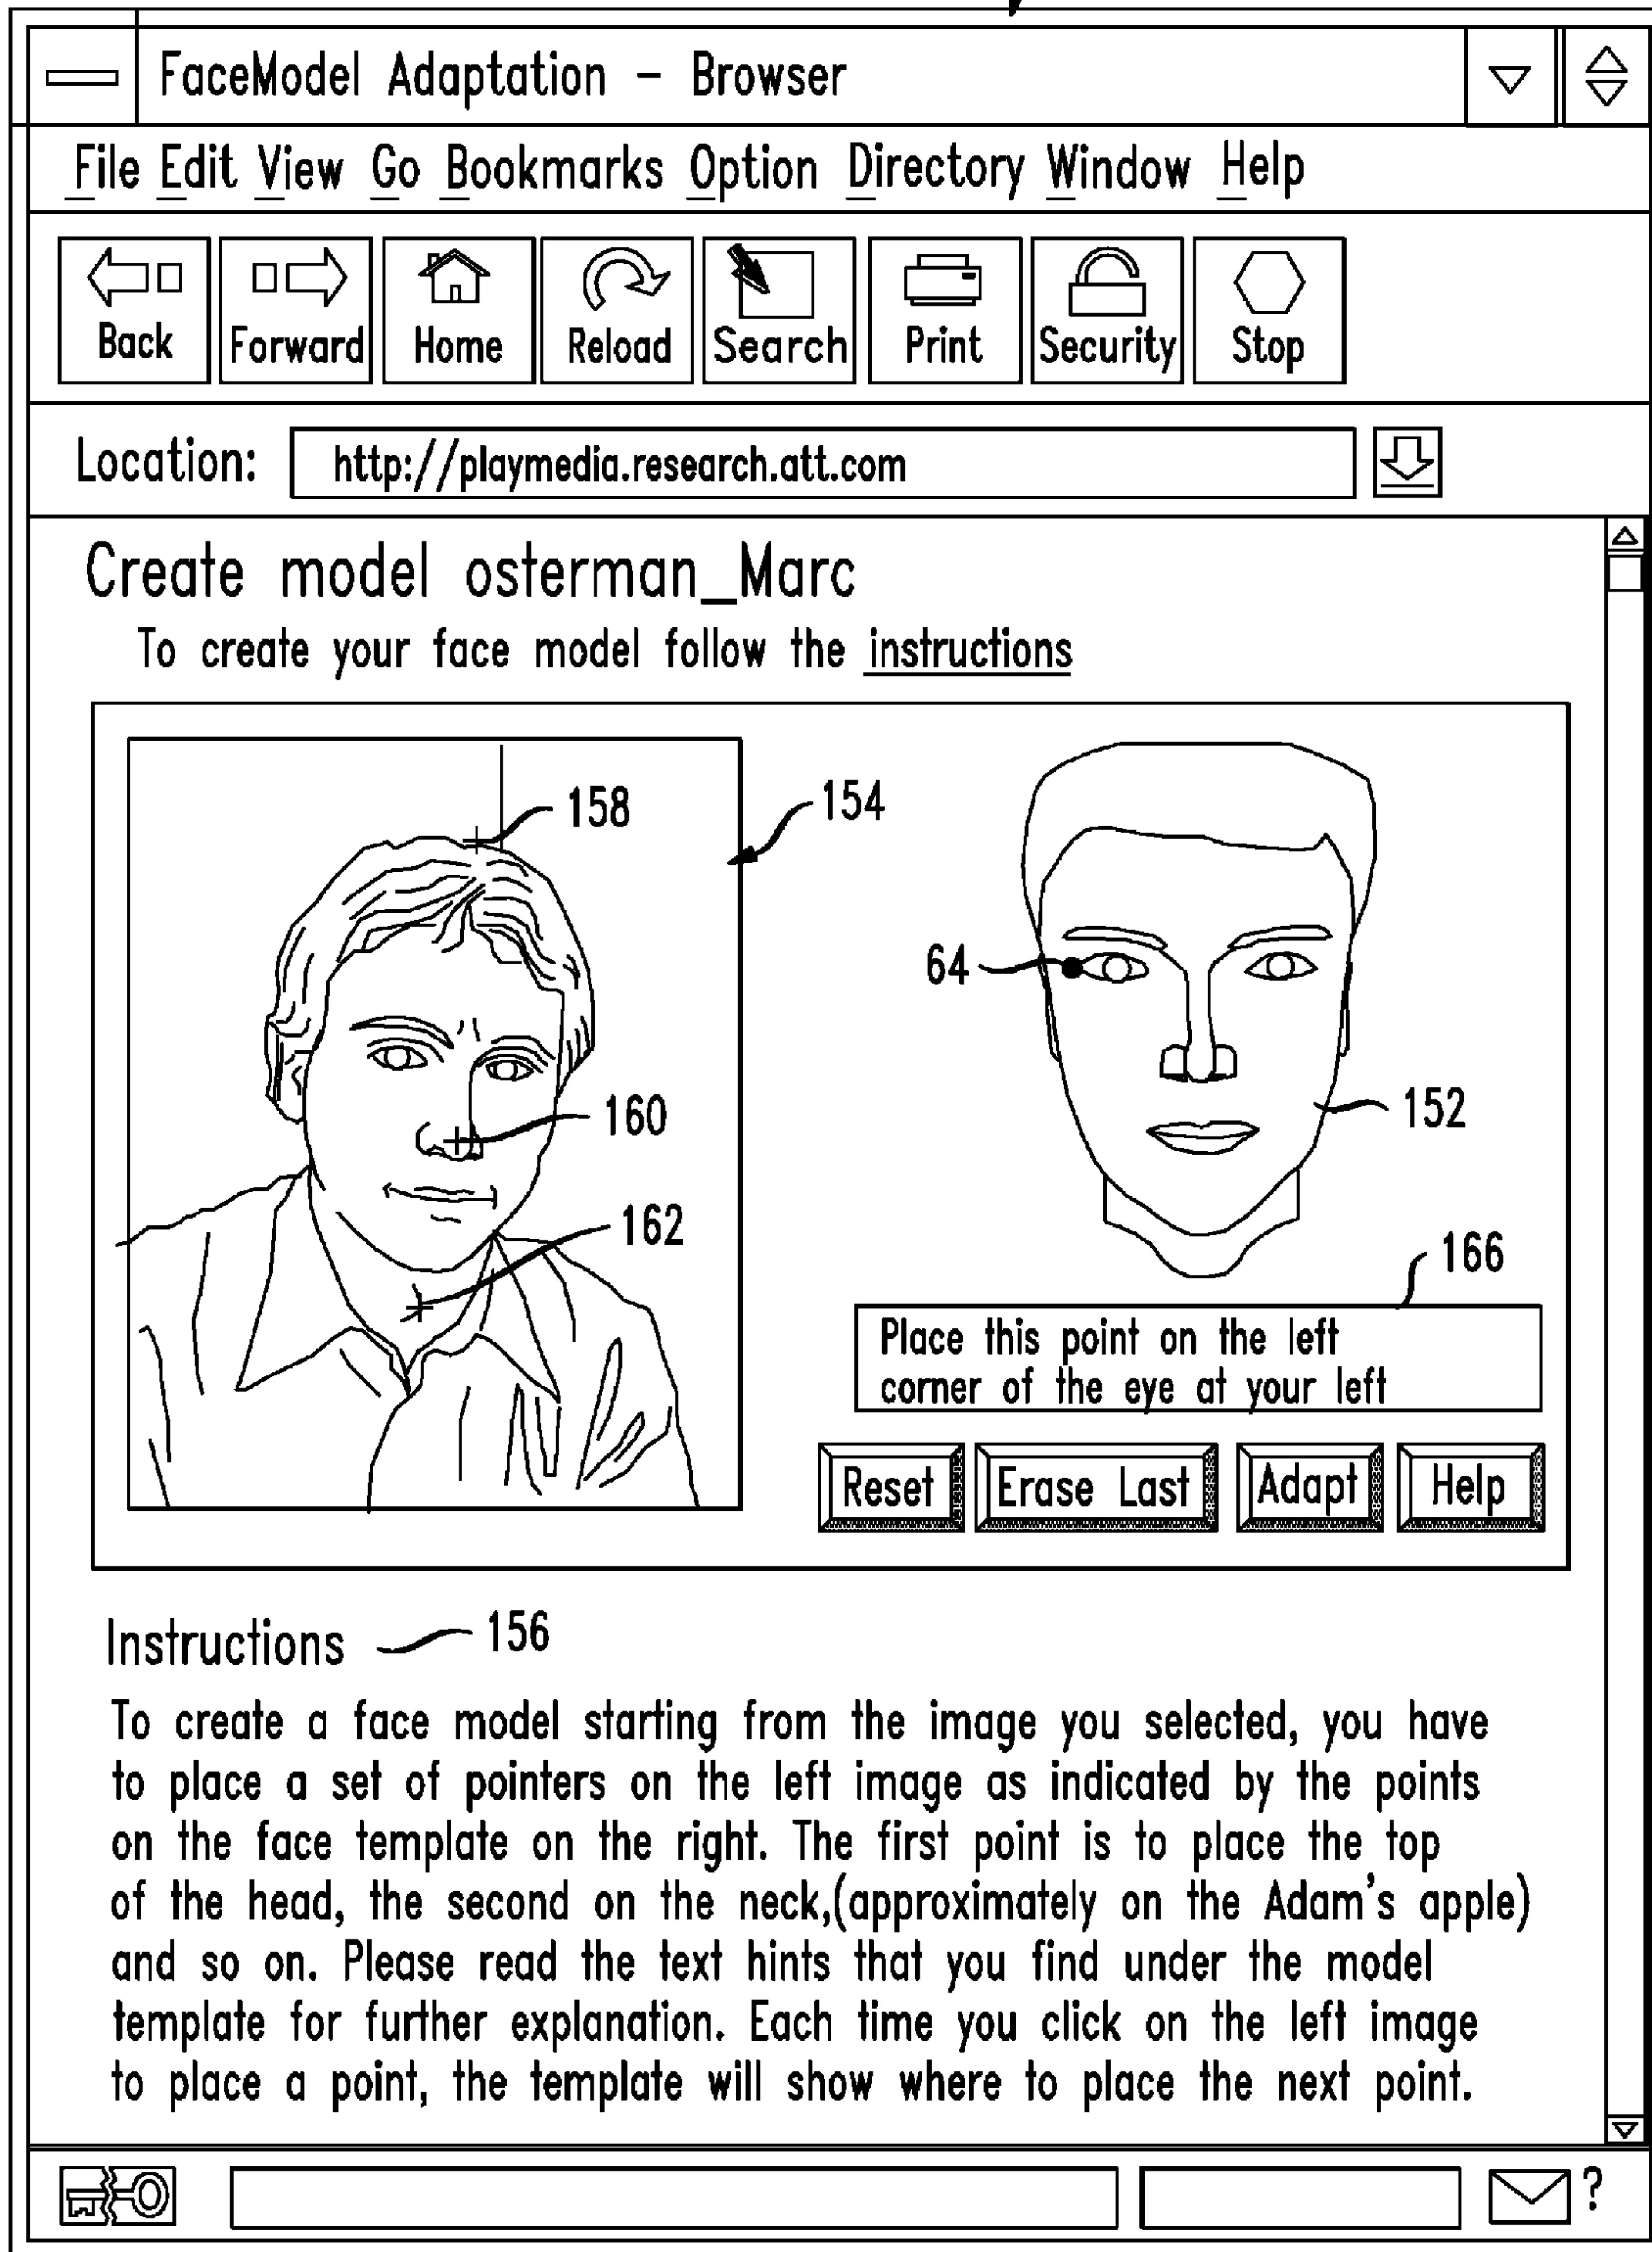 FaceModel Adaptation - Browser
File Edit View Go Bookmarks Option Directory Window Help
Back Forward Home Reload Search Print Security Stop
Location: http://playmedia.research.att.com
Create model osterman_Marc
To create your face model follow the instructions
158
154
64
160
152
162
166
Place this point on the left
corner of the eye at your left
Reset Erase Last Adapt Help
Instructions 156
To create a face model starting from the image you selected, you have
to place a set of pointers on the left image as indicated by the points
on the face template on the right. The first point is to place the top
of the head, the second on the neck,(approximately on the Adam's apple)
and so on. Please read the text hints that you find under the model
template for further explanation. Each time you click on the left image
to place a point, the template will show where to place the next point.
?